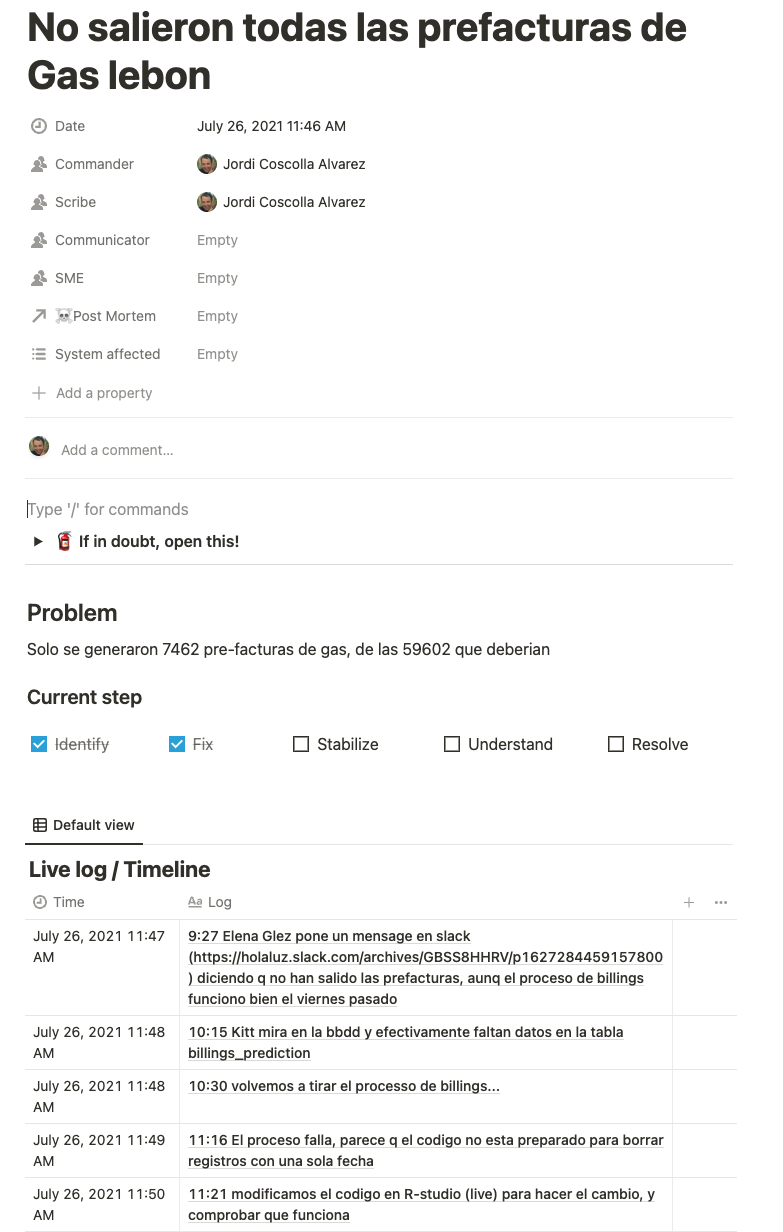 No salieron todas las prefacturas de
Gas lebon
Date July 26, 2021 11:46 AM
Commander Jordi Coscolla Alvarez
Scribe Jordi Coscolla Alvarez
Communicator Empty
SME Empty
☠️Post Mortem Empty
System affected Empty
Add a property
Add a comment...
Type '/' for commands
If in doubt, open this!
Problem
Solo se generaron 7462 pre-facturas de gas, de las 59602 que deberian
Current step
Identify Fix Stabilize Understand Resolve
Default view
Live log / Timeline
Time Aa Log
July 26, 2021 11:47
AM
9:27 Elena Glez pone un mensage en slack
(https://holaluz.slack.com/archives/GBSS8HHRV/p1627284459157800
) diciendo q no han salido las prefacturas, aunq el proceso de billings
funciono bien el viernes pasado
July 26, 2021 11:48
AM
10:15 Kitt mira en la bbdd y efectivamente faltan datos en la tabla
billings_prediction
July 26, 2021 11:48
AM
10:30 volvemos a tirar el processo de billings...
July 26, 2021 11:49
AM
11:16 El proceso falla, parece q el codigo no esta preparado para borrar
registros con una sola fecha
July 26, 2021 11:50
AM
11:21 modificamos el codigo en R-studio (live) para hacer el cambio, y
comprobar que funciona